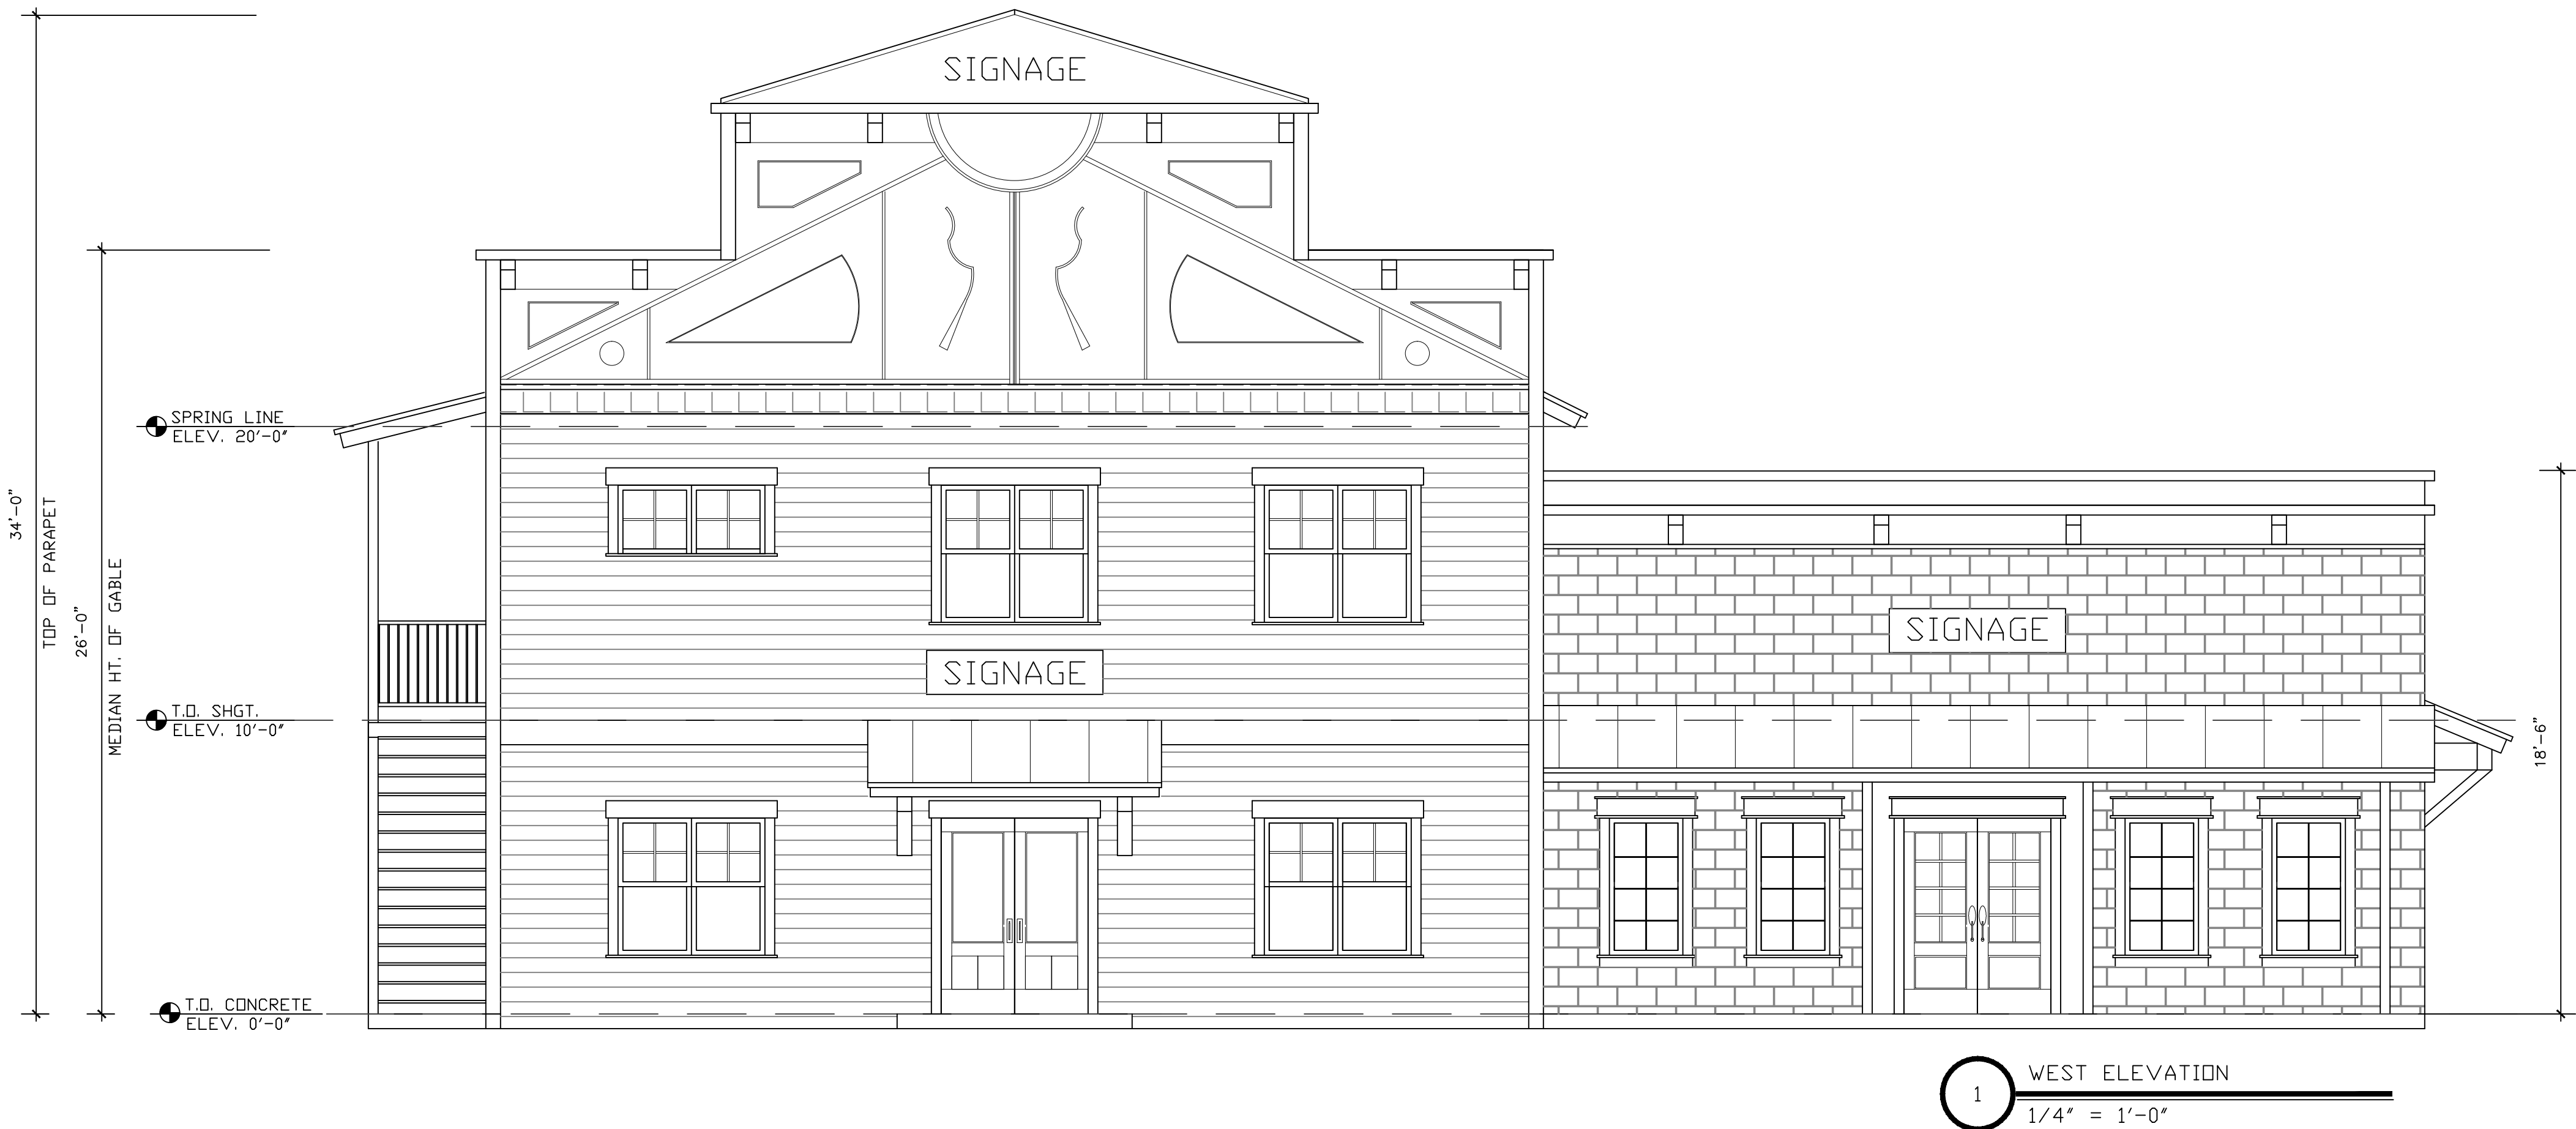 SIGNAGE
34'-0"
TOP OF PARAPET
26'-0"
MEDIAN HT. OF GABLE
SPRING LINE
ELEV. 20'-0"
SIGNAGE
SIGNAGE
T.O. SHGT.
ELEV. 10'-0"
18'-6"
T.O. CONCRETE
ELEV. 0'-0"
1
WEST ELEVATION
1/4" = 1'-0"